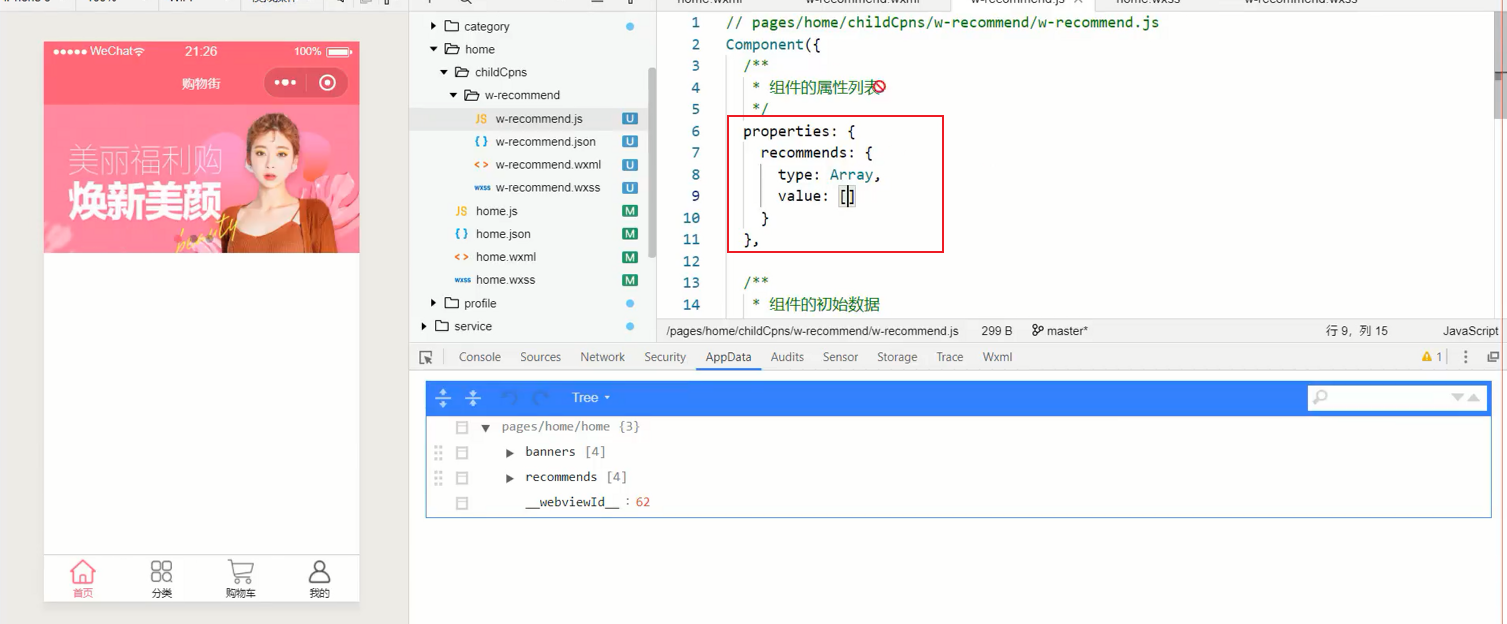 100%
WiFi
WeChat
21:26
100%
购物街
美丽福利购
焕新美颜
beauty
首页
分类
购物车
我的
category
home
childCpns
w-recommend
JS w-recommend.js U
{ } w-recommend.json U
< > w-recommend.wxml U
wxss w-recommend.wxss U
JS home.js M
{ } home.json M
< > home.wxml M
wxss home.wxss M
profile
service
home.wxml
w-recommend.wxml
w-recommend.js
home.wxss
w-recommend.wxss
1 // pages/home/childCpns/w-recommend/w-recommend.js
2 Component({
3 /**
4 * 组件的属性列表
5 */
6 properties: {
7 recommends: {
8 type: Array,
9 value: []
10 }
11 },
12
13 /**
14 * 组件的初始数据
/pages/home/childCpns/w-recommend/w-recommend.js 299 B master* 行 9, 列 15 JavaScript
Console Sources Network Security AppData Audits Sensor Storage Trace Wxml 1
Tree
pages/home/home {3}
banners [4]
recommends [4]
__webviewId__ : 62